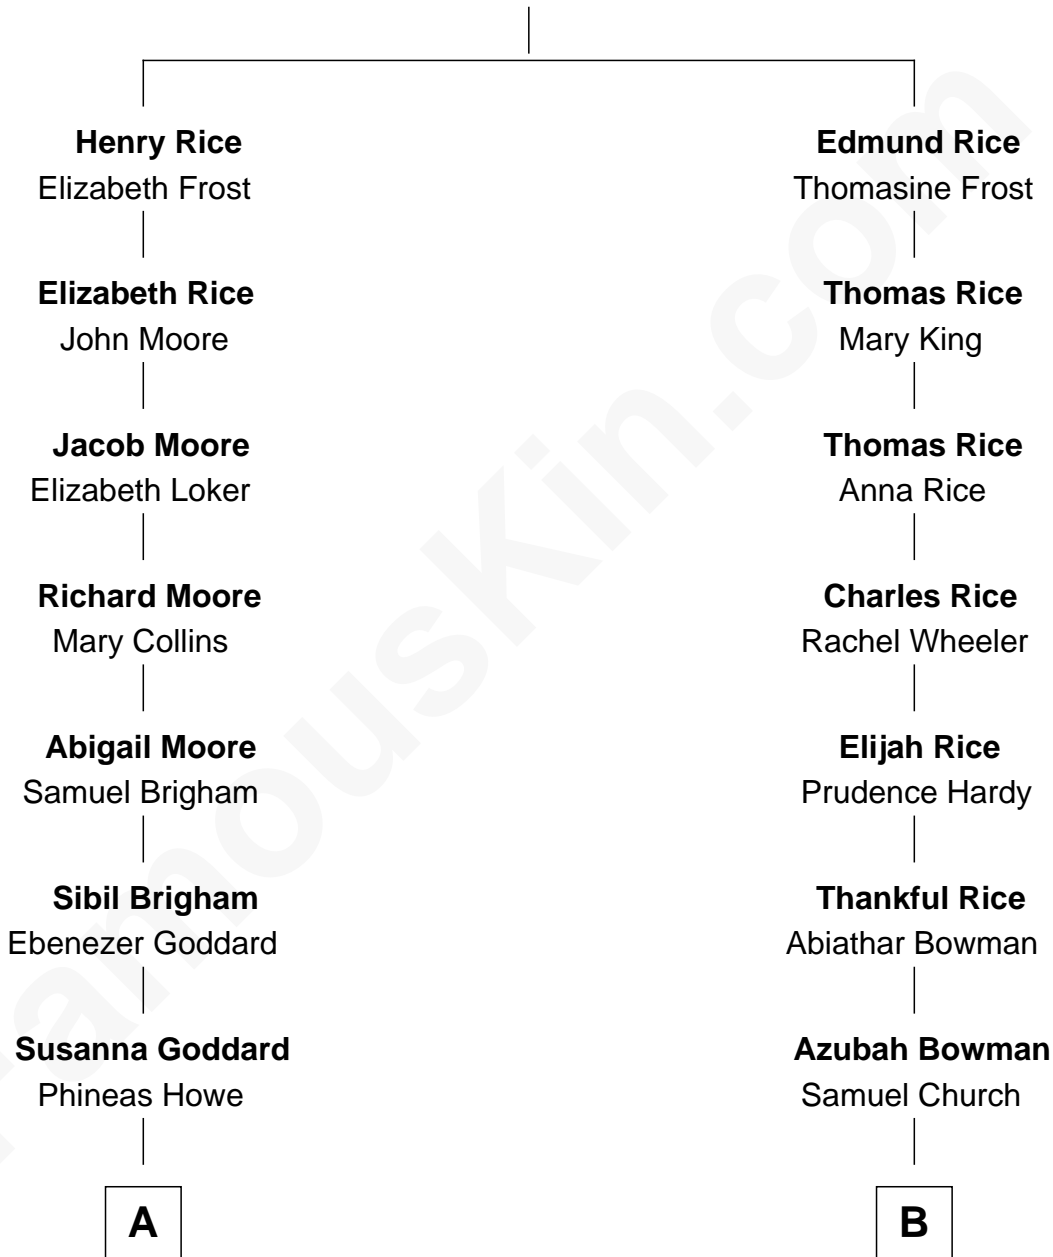 Henry Rice
Elizabeth Frost
Elizabeth Rice
John Moore
Jacob Moore
Elizabeth Loker
Richard Moore
Mary Collins
Abigail Moore
Samuel Brigham
Sibil Brigham
Ebenezer Goddard
Susanna Goddard
Phineas Howe
A
Edmund Rice
Thomasine Frost
Thomas Rice
Mary King
Thomas Rice
Anna Rice
Charles Rice
Rachel Wheeler
Elijah Rice
Prudence Hardy
Thankful Rice
Abiathar Bowman
Azubah Bowman
Samuel Church
B
FamousKin.com